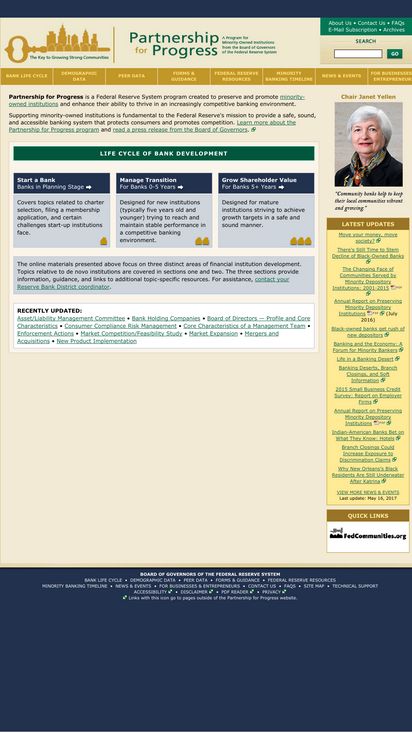 About Us • Contact Us • FAQs
E-Mail Subscription • Archives
SEARCH
GO
The Key to Growing Strong Communities
Partnership
for Progress
A Program for
Minority-Owned Institutions
from the Board of Governors
of the Federal Reserve System
BANK LIFE CYCLE
DEMOGRAPHIC
DATA
PEER DATA
FORMS &
GUIDANCE
FEDERAL RESERVE
RESOURCES
MINORITY
BANKING TIMELINE
NEWS & EVENTS
FOR BUSINESSES
ENTREPRENEU
Partnership for Progress is a Federal Reserve System program created to preserve and promote minority-
owned institutions and enhance their ability to thrive in an increasingly competitive banking environment.
Supporting minority-owned institutions is fundamental to the Federal Reserve's mission to provide a safe, sound,
and accessible banking system that protects consumers and promotes competition. Learn more about the
Partnership for Progress program and read a press release from the Board of Governors.
LIFE CYCLE OF BANK DEVELOPMENT
Start a Bank
Banks in Planning Stage
Covers topics related to charter
selection, filing a membership
application, and certain
challenges start-up institutions
face.
Manage Transition
For Banks 0-5 Years
Designed for new institutions
(typically five years old and
younger) trying to reach and
maintain stable performance in
a competitive banking
environment.
Grow Shareholder Value
For Banks 5+ Years
Designed for mature
institutions striving to achieve
growth targets in a safe and
sound manner.
The online materials presented above focus on three distinct areas of financial institution development.
Topics relative to de novo institutions are covered in sections one and two. The three sections provide
information, guidance, and links to additional topic-specific resources. For assistance, contact your
Reserve Bank District coordinator.
RECENTLY UPDATED:
Asset/Liability Management Committee • Bank Holding Companies • Board of Directors — Profile and Core
Characteristics • Consumer Compliance Risk Management • Core Characteristics of a Management Team •
Enforcement Actions • Market Competition/Feasibility Study • Market Expansion • Mergers and
Acquisitions • New Product Implementation
Chair Janet Yellen
"Community banks help to keep
their local communities vibrant
and growing."
LATEST UPDATES
Move your money, move
society?
There's Still Time to Stem
Decline of Black-Owned Banks
The Changing Face of
Communities Served by
Minority Depository
Institutions: 2001-2015
Annual Report on Preserving
Minority Depository
Institutions (July
2016)
Black-owned banks get rush of
new depositors
Banking and the Economy: A
Forum for Minority Bankers
Life in a Banking Desert
Banking Deserts, Branch
Closings, and Soft
Information
2015 Small Business Credit
Survey: Report on Employer
Firms
Annual Report on Preserving
Minority Depository
Institutions
Indian-American Banks Bet on
What They Know: Hotels
Branch Closings Could
Increase Exposure to
Discrimination Claims
Why New Orleans's Black
Residents Are Still Underwater
After Katrina
VIEW MORE NEWS & EVENTS
Last update: May 16, 2017
QUICK LINKS
FedCommunities.org
BOARD OF GOVERNORS OF THE FEDERAL RESERVE SYSTEM
BANK LIFE CYCLE • DEMOGRAPHIC DATA • PEER DATA • FORMS & GUIDANCE • FEDERAL RESERVE RESOURCES
MINORITY BANKING TIMELINE • NEWS & EVENTS • FOR BUSINESSES & ENTREPRENEURS • CONTACT US • FAQS • SITE MAP • TECHNICAL SUPPORT
ACCESSIBILITY • DISCLAIMER • PDF READER • PRIVACY
Links with this icon go to pages outside of the Partnership for Progress website.